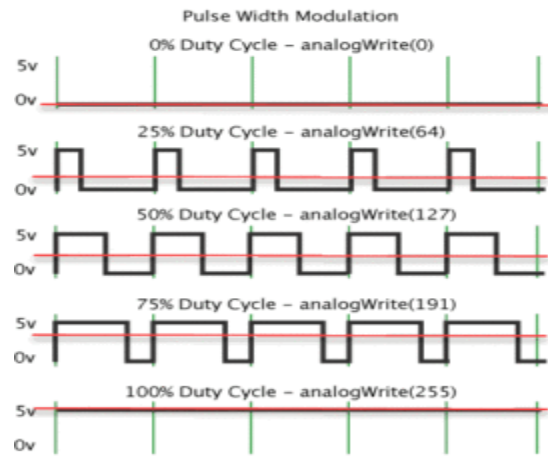 Pulse Width Modulation
0% Duty Cycle – analogWrite(0)
5v
0v
25% Duty Cycle – analogWrite(64)
5v
0v
50% Duty Cycle – analogWrite(127)
5v
0v
75% Duty Cycle – analogWrite(191)
5v
0v
100% Duty Cycle – analogWrite(255)
5v
0v